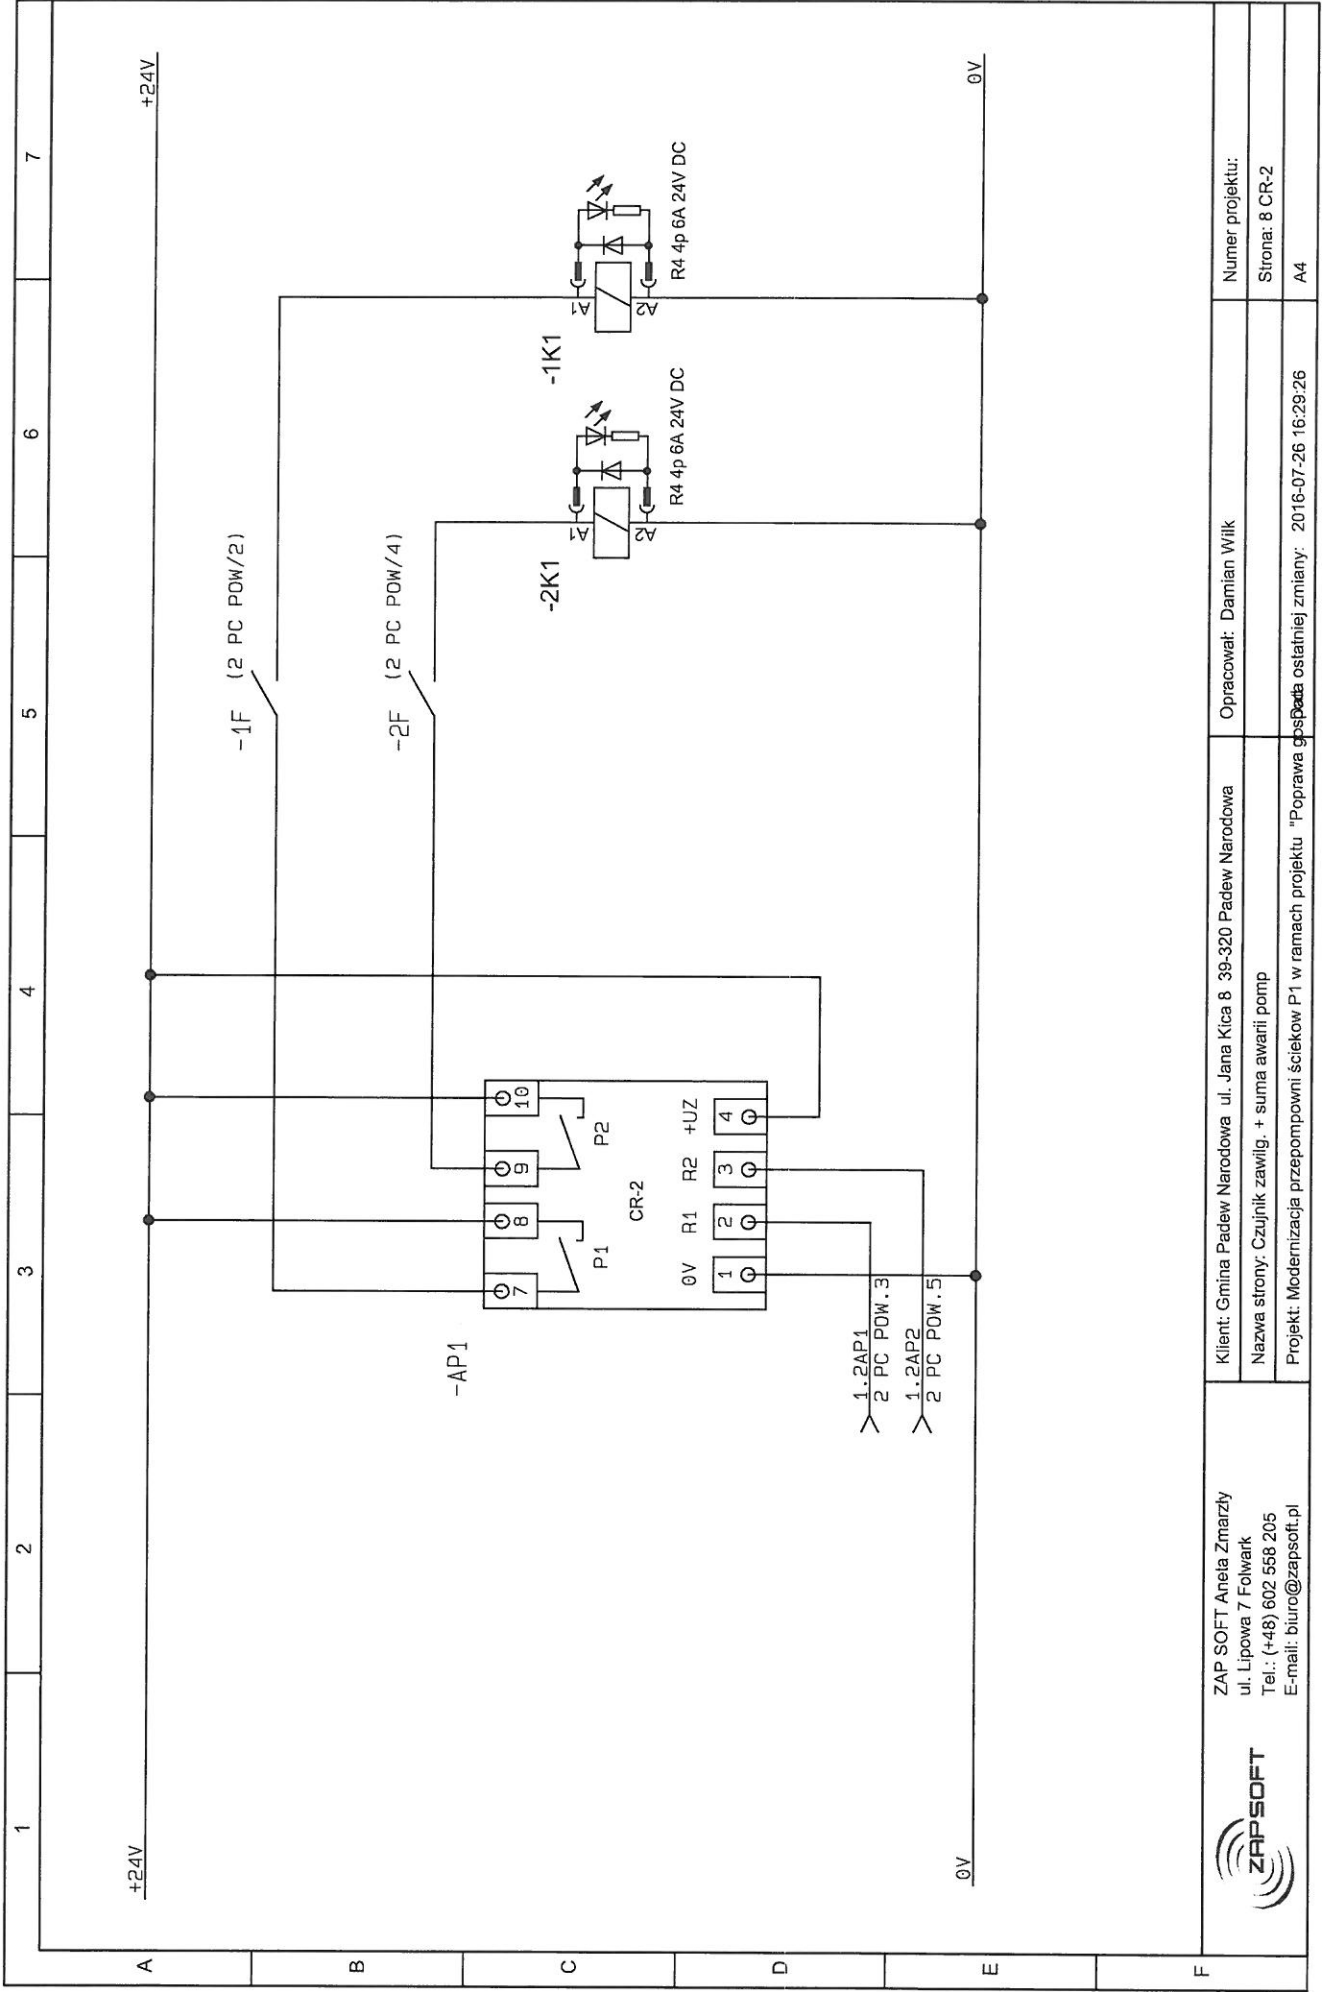 1 2 3 4 5 6 7
A
B
C
D
E
F
+24V
+24V
-1F (2 PC POW/2)
-2F (2 PC POW/4)
-AP1
7 8 9 10
P1 P2
CR-2
0V R1 R2 +UZ
1 2 3 4
-2K1
A1
A2
R4 4p 6A 24V DC
-1K1
A1
A2
R4 4p 6A 24V DC
1.2AP1
2 PC POW.3
1.2AP2
2 PC POW.5
0V
0V
ZAPSOFT
ZAP SOFT Aneta Zmarzły
ul. Lipowa 7 Folwark
Tel.: (+48) 602 558 205
E-mail: biuro@zapsoft.pl
Klient: Gmina Padew Narodowa ul. Jana Kica 8 39-320 Padew Narodowa
Opracował: Damian Wilk
Numer projektu:
Nazwa strony: Czujnik zawilg. + suma awarii pomp
Strona: 8 CR-2
Projekt: Modernizacja przepompowni ściekow P1 w ramach projektu "Poprawa
ostatniej zmiany: 2016-07-26 16:29:26
A4